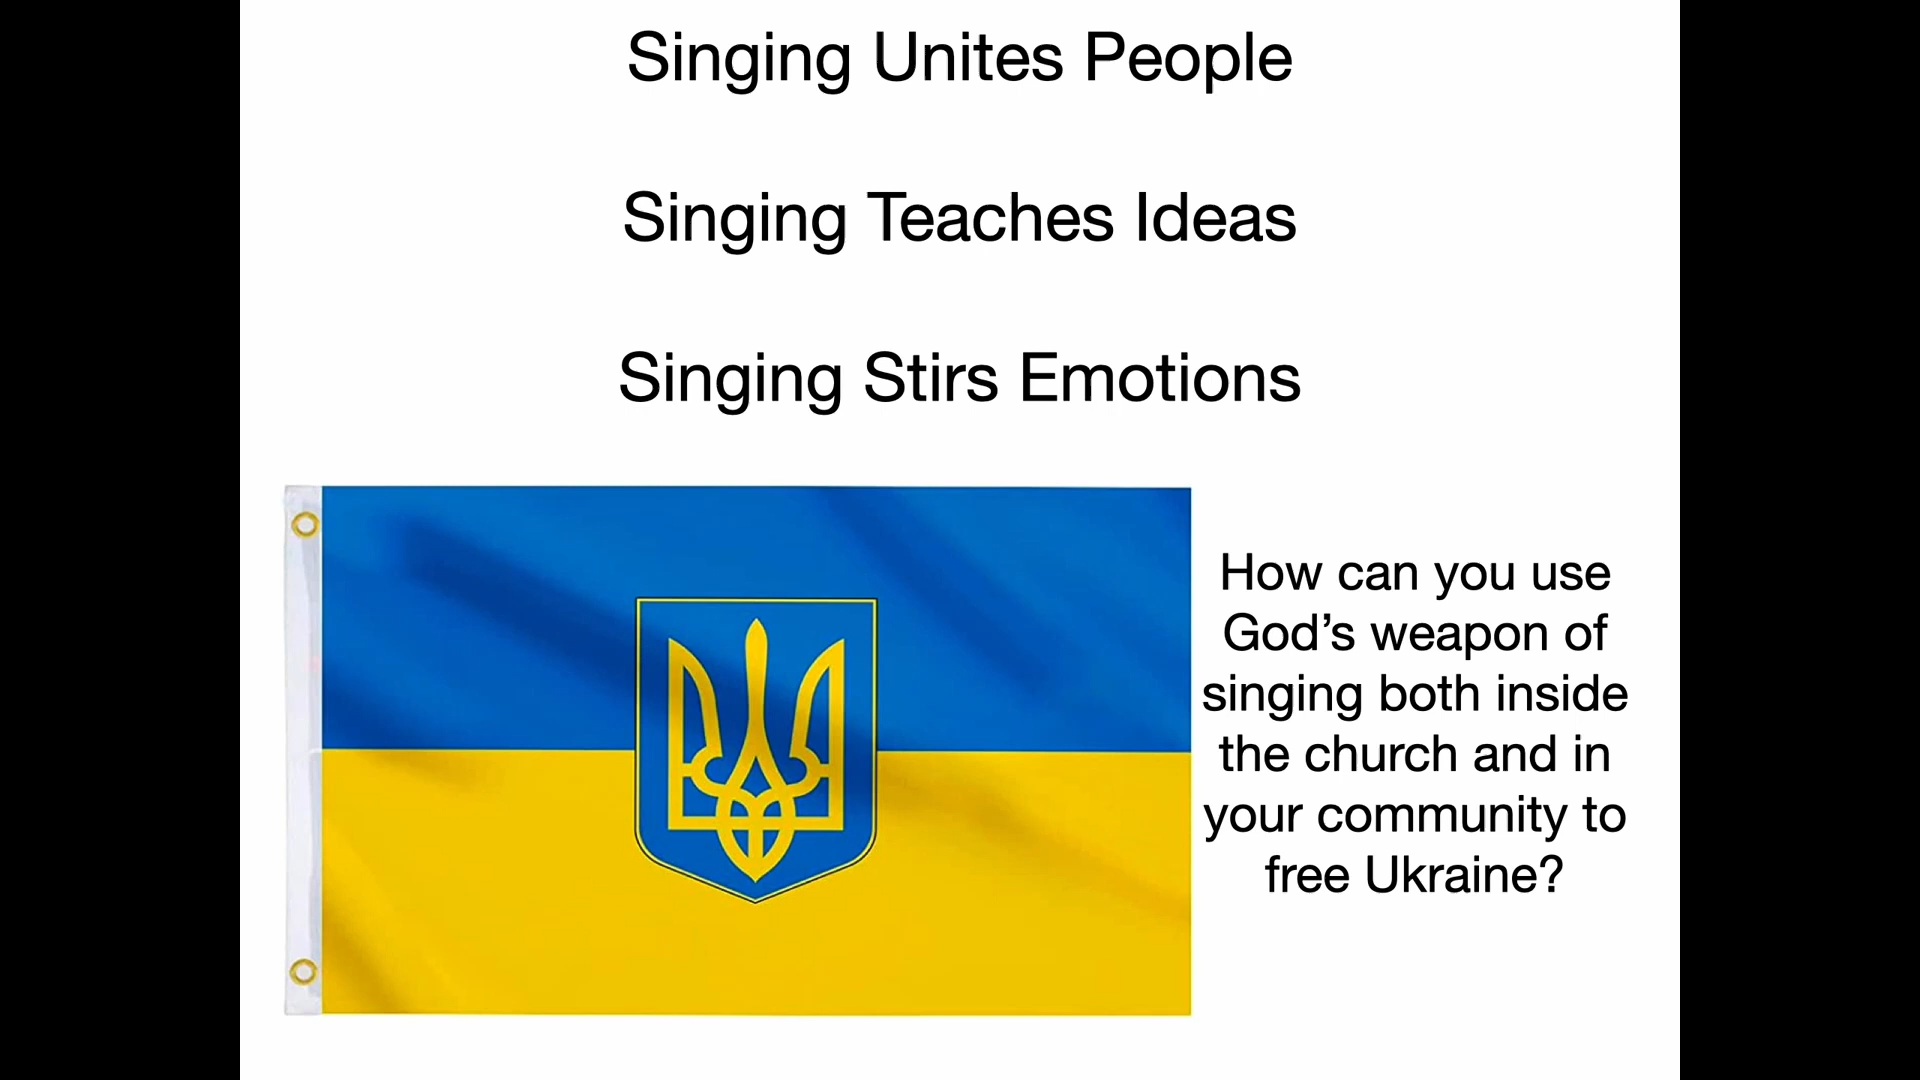 Singing Unites People
Singing Teaches Ideas
Singing Stirs Emotions
How can you use
God’s weapon of
singing both inside
the church and in
your community to
free Ukraine?